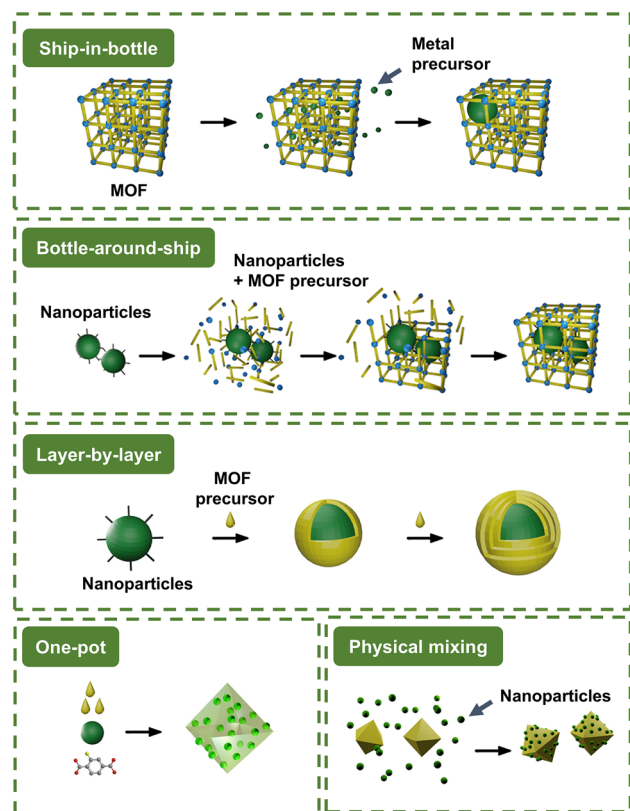 Ship-in-bottle
Metal
precursor
MOF
Bottle-around-ship
Nanoparticles
+ MOF precursor
Nanoparticles
Layer-by-layer
MOF
precursor
Nanoparticles
One-pot
Physical mixing
Nanoparticles